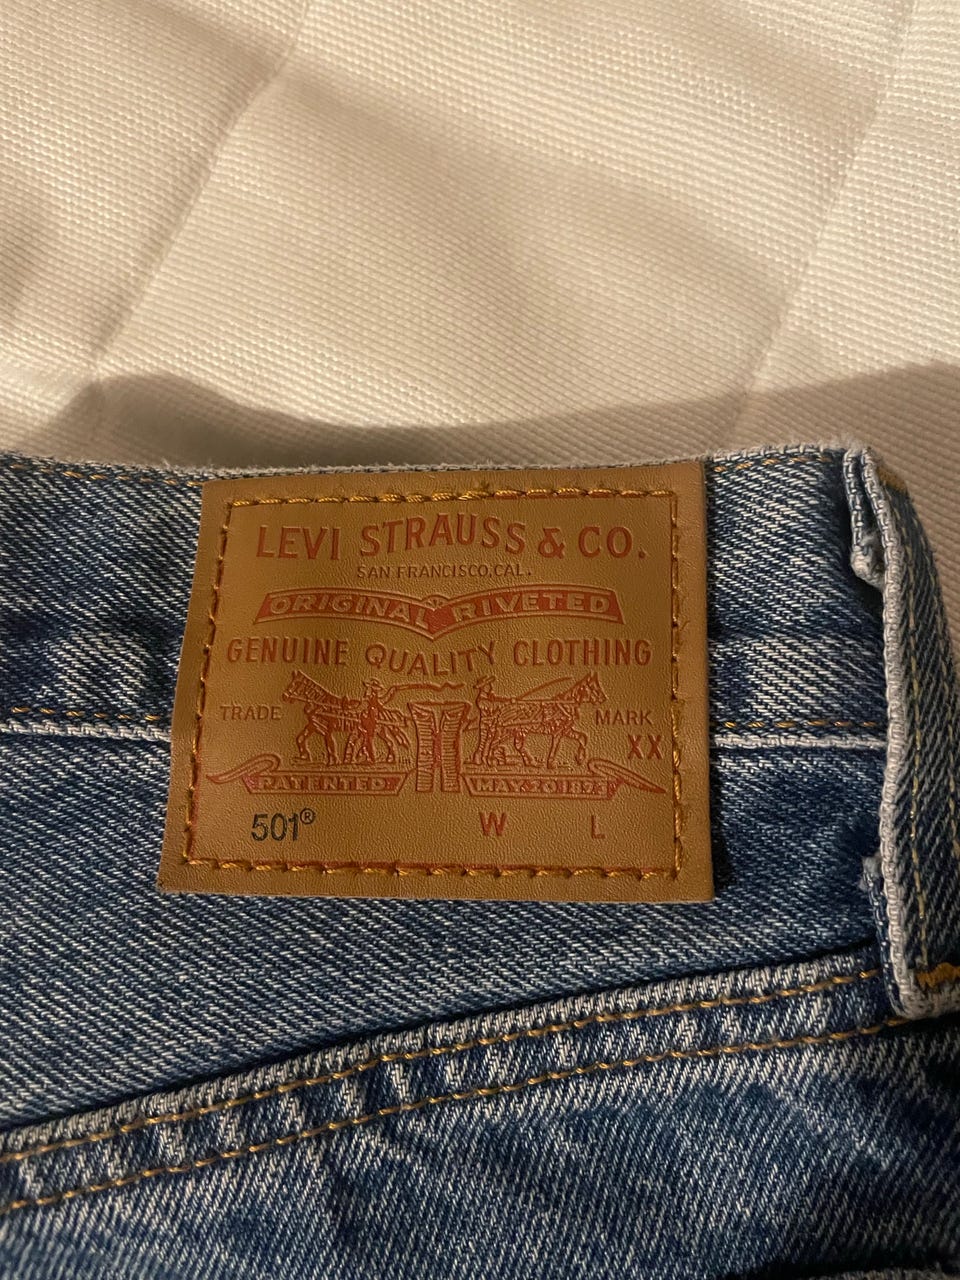 LEVI STRAUSS & CO.
SAN FRANCISCO, CAL.
ORIGINAL RIVETED
GENUINE QUALITY CLOTHING
TRADE MARK
XX
PATENTED MAY 20 1873
501® W L